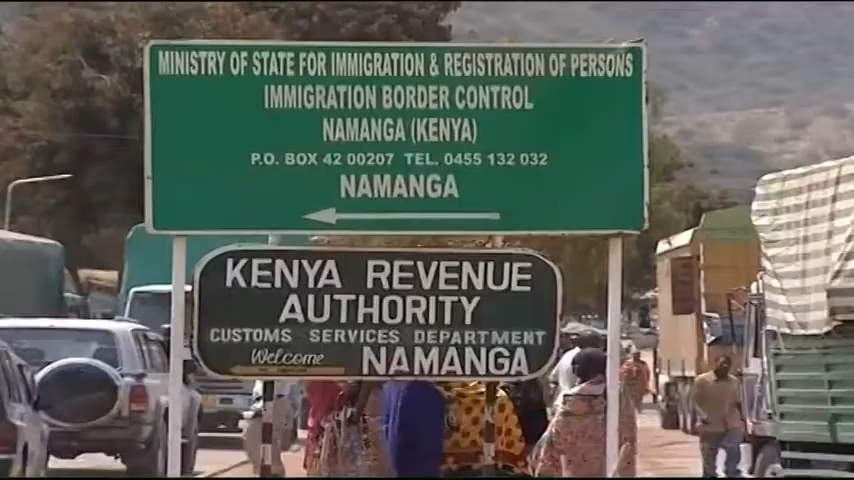 MINISTRY OF STATE FOR IMMIGRATION & REGISTRATION OF PERSONS
IMMIGRATION BORDER CONTROL
NAMANGA (KENYA)
P.O. BOX 42 00207 TEL. 0455 132 032
NAMANGA
KENYA REVENUE
AUTHORITY
CUSTOMS SERVICES DEPARTMENT
Welcome NAMANGA